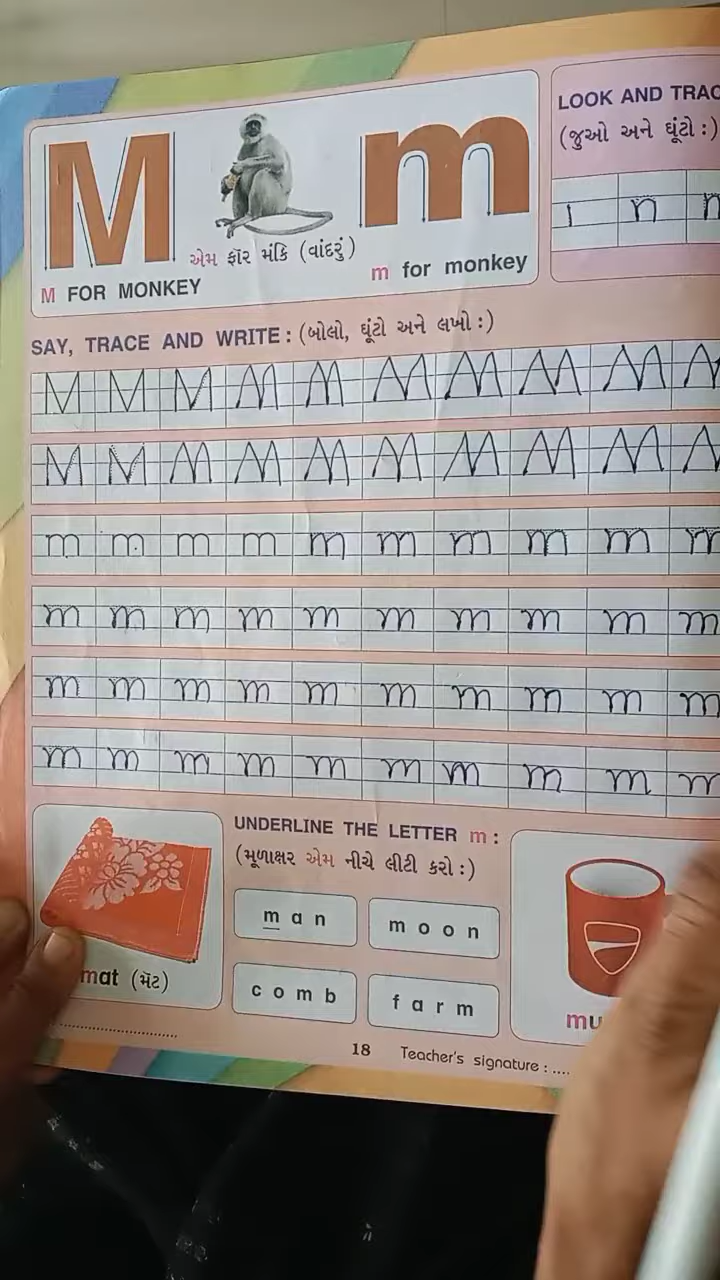 M m
LOOK AND TRAC
(જુઓ અને ઘૂંટો :)
એમ ફૉર મંકિ (વાંદરું)
M FOR MONKEY
m for monkey
ı n n
SAY, TRACE AND WRITE : (બોલો, ઘૂંટો અને લખો :)
M M M M M M M M M M
M M M M M M M M M M
m m m m m m m m m m
m m m m m m m m m m
m m m m m m m m m m
m m m m m m m m m m
UNDERLINE THE LETTER m :
(મૂળાક્ષર એમ નીચે લીટી કરો :)
man moon
comb farm
mat (મૅટ)
mu
18 Teacher's signature : ....